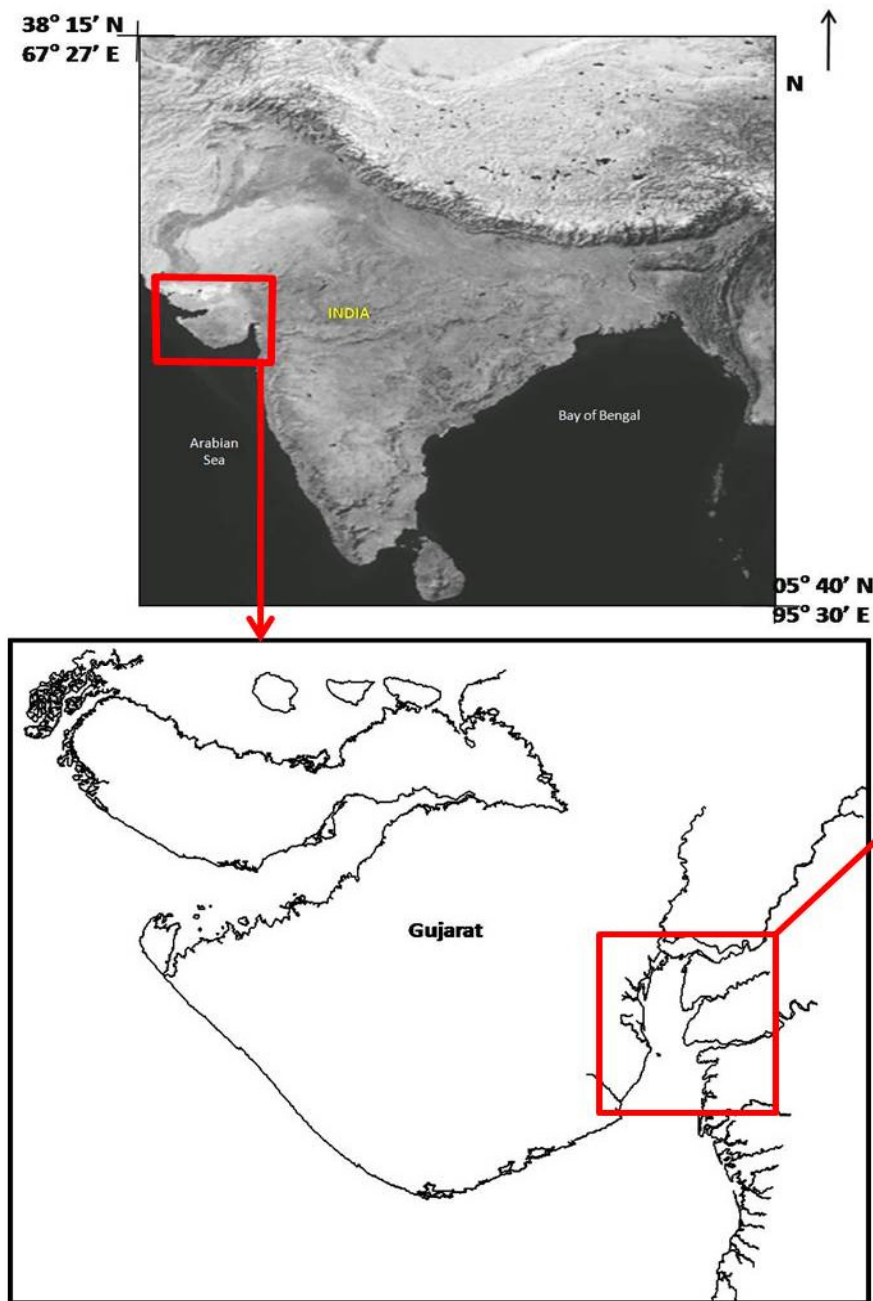 38° 15' N
67° 27' E
N
INDIA
Bay of Bengal
Arabian
Sea
05° 40' N
95° 30' E
Gujarat